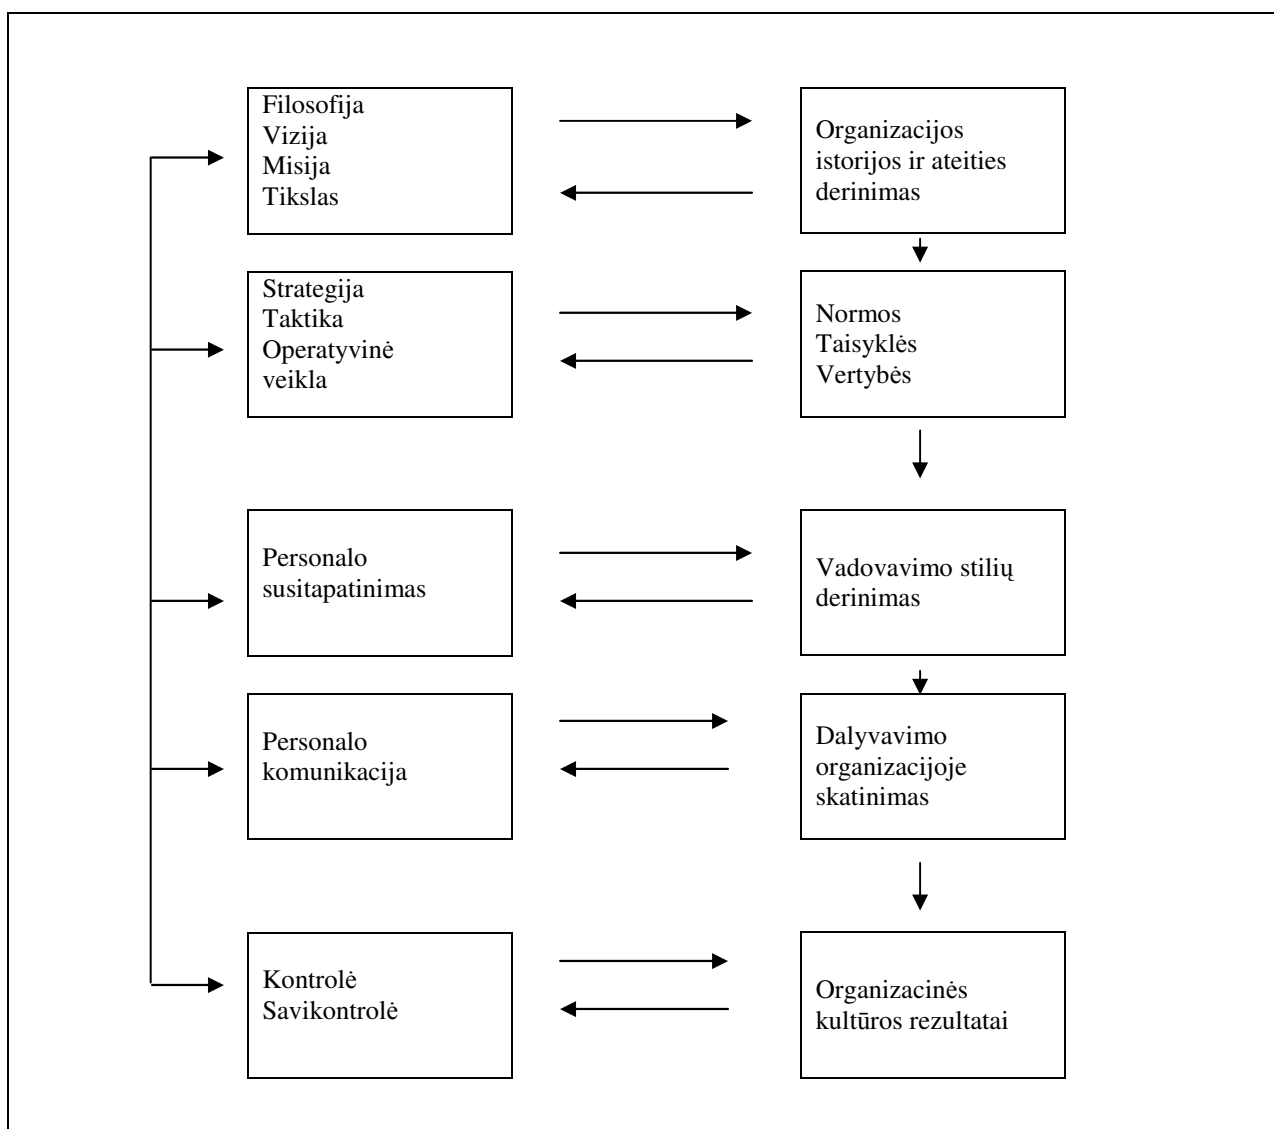 Filosofija
Vizija
Misija
Tikslas
Organizacijos
istorijos ir ateities
derinimas
Strategija
Taktika
Operatyvinė
veikla
Normos
Taisyklės
Vertybės
Personalo
susitapatinimas
Vadovavimo stilių
derinimas
Personalo
komunikacija
Dalyvavimo
organizacijoje
skatinimas
Kontrolė
Savikontrolė
Organizacinės
kultūros rezultatai